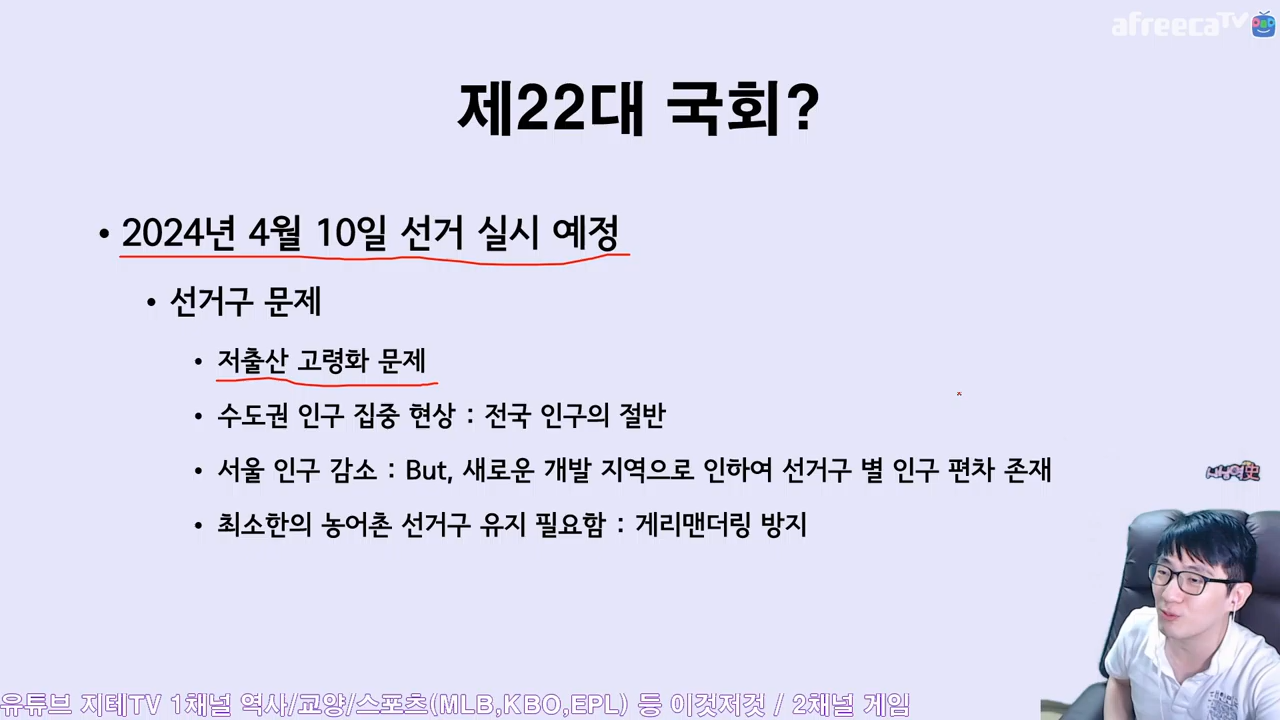 afreecaTV
제22대 국회?
• 2024년 4월 10일 선거 실시 예정
• 선거구 문제
• 저출산 고령화 문제
• 수도권 인구 집중 현상 : 전국 인구의 절반
• 서울 인구 감소 : But, 새로운 개발 지역으로 인하여 선거구 별 인구 편차 존재
• 최소한의 농어촌 선거구 유지 필요함 : 게리맨더링 방지
유튜브 지테TV 1채널 역사/교양/스포츠(MLB,KBO,EPL) 등 이것저것 / 2채널 게임